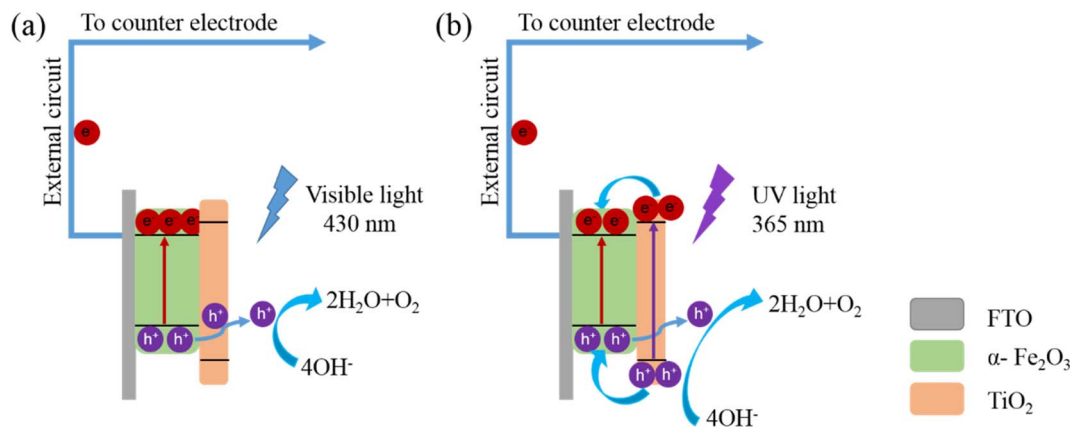 (a)
To counter electrode
External circuit
e⁻
Visible light
430 nm
e⁻ e⁻ e⁻
h⁺ h⁺ h⁺ h⁺
2H₂O+O₂
4OH⁻
(b)
To counter electrode
External circuit
e⁻
UV light
365 nm
e⁻ e⁻ e⁻ e⁻
h⁺ h⁺ h⁺
h⁺ h⁺
2H₂O+O₂
4OH⁻
FTO
α- Fe₂O₃
TiO₂